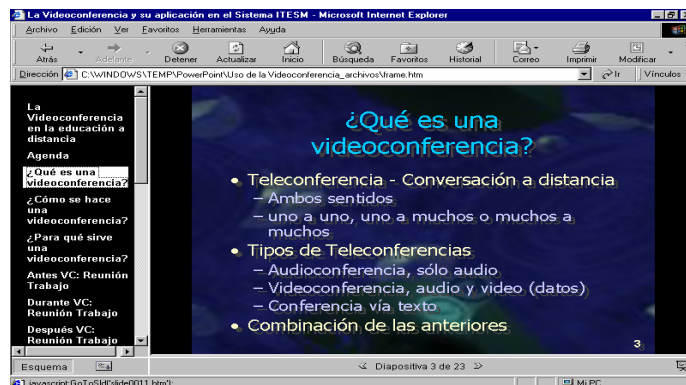 La Videoconferencia y su aplicación en el Sistema ITESM - Microsoft Internet Explorer
Archivo Edición Ver Favoritos Herramientas Ayuda
Atrás Adelante Detener Actualizar Inicio Búsqueda Favoritos Historial Correo Imprimir Modificar
Dirección C:\WINDOWS\TEMP\PowerPoint\Uso de la Videoconferencia_archivos\frame.htm Ir Vínculos
La
Videoconferencia
en la educación a
distancia
Agenda
¿Qué es una
videoconferencia?
¿Cómo se hace
una
videoconferencia?
¿Para qué sirve
una
videoconferencia?
Antes VC: Reunión
Trabajo
Durante VC:
Reunión Trabajo
Después VC:
Reunión Trabajo
¿Qué es una
videoconferencia?
• Teleconferencia - Conversación a distancia
– Ambos sentidos
– uno a uno, uno a muchos o muchos a
muchos
• Tipos de Teleconferencias
– Audioconferencia, sólo audio
– Videoconferencia, audio y video (datos)
– Conferencia vía texto
• Combinación de las anteriores
3
Esquema Diapositiva 3 de 23
javascript:GoToSld('slide0011.htm'); Mi PC